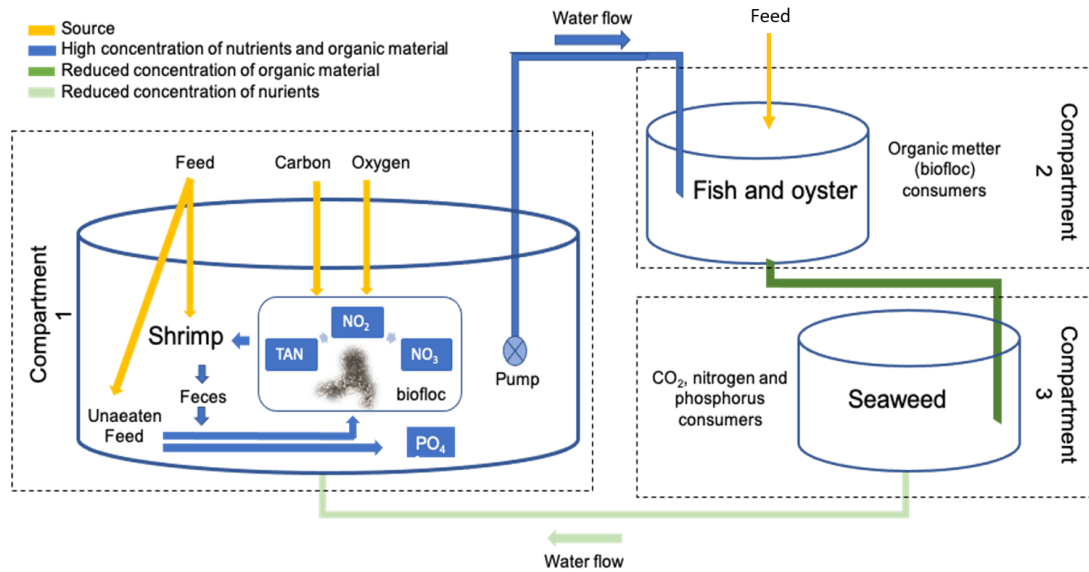 Source
High concentration of nutrients and organic material
Reduced concentration of organic material
Reduced concentration of nurients
Water flow
Feed
Compartment
1
Feed
Carbon
Oxygen
NO2
TAN
NO3
biofloc
Shrimp
Feces
Unaeaten
Feed
PO4
Pump
Fish and oyster
Organic metter
(biofloc)
consumers
Compartment
2
CO2, nitrogen and
phosphorus
consumers
Seaweed
Compartment
3
Water flow